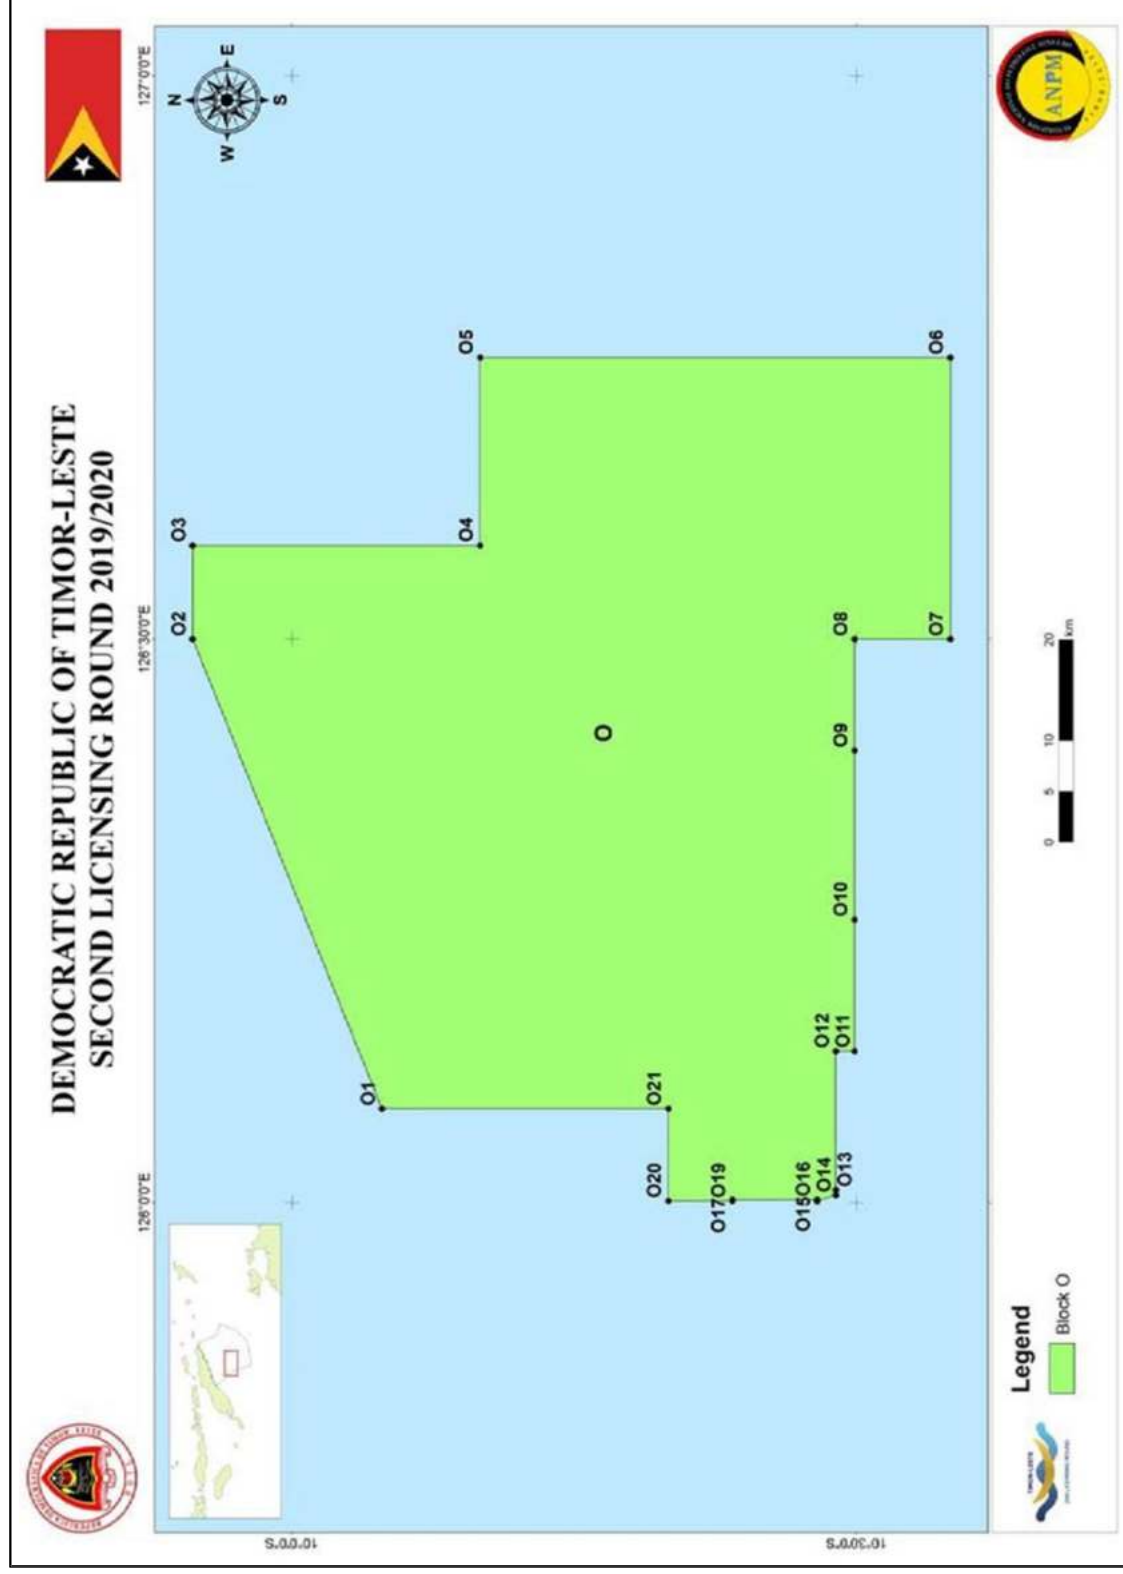 DEMOCRATIC REPUBLIC OF TIMOR-LESTE
SECOND LICENSING ROUND 2019/2020
126°0'0"E
126°30'0"E
127°0'0"E
N
W
E
S
10°0'0"S
10°30'0"S
O2
O3
O1
O4
O5
O
O20
O21
O17
O19
O15
O16
O14
O13
O12
O11
O10
O9
O8
O7
O6
Legend
Block O
0
5
10
20
km
TIMOR-LESTE
ANPM